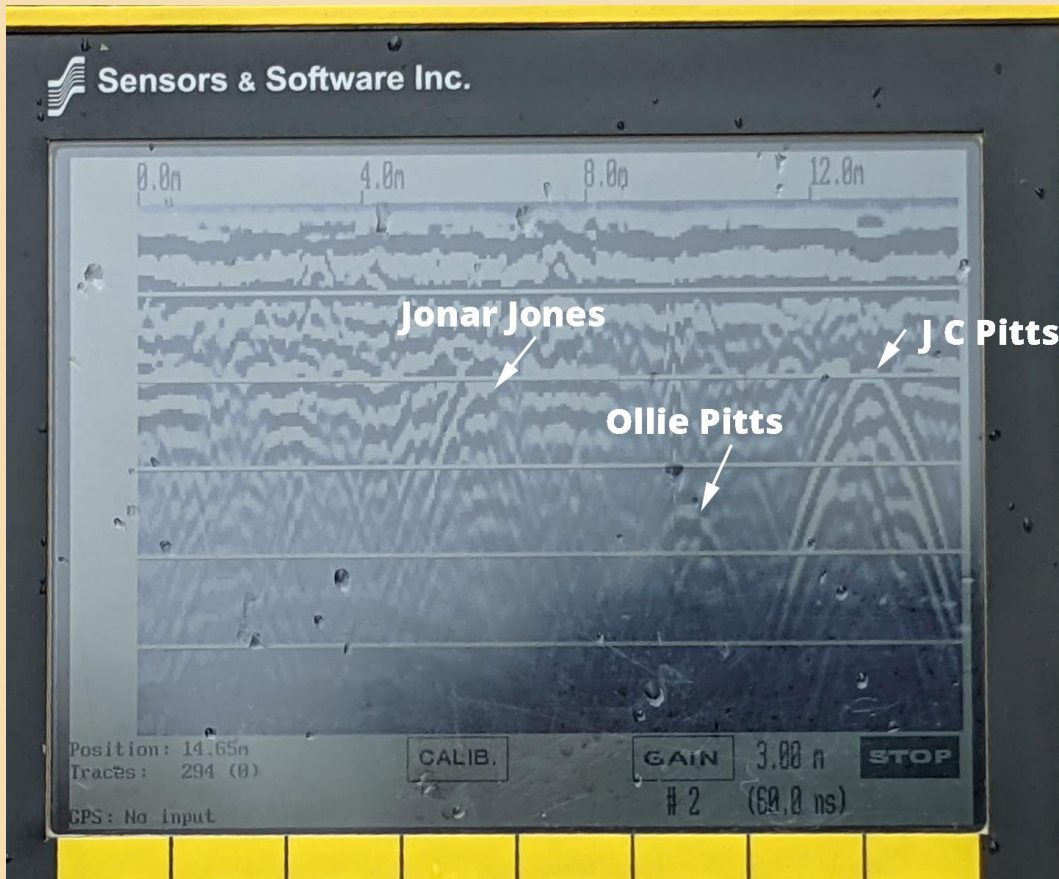 Sensors & Software Inc.
0.0m 4.0m 8.0m 12.0m
Jonar Jones
J C Pitts
Ollie Pitts
m
Position: 14.65m
Traces: 294 (0)
GPS: No input
CALIB.
GAIN 3.00 m STOP
# 2 (60.0 ns)